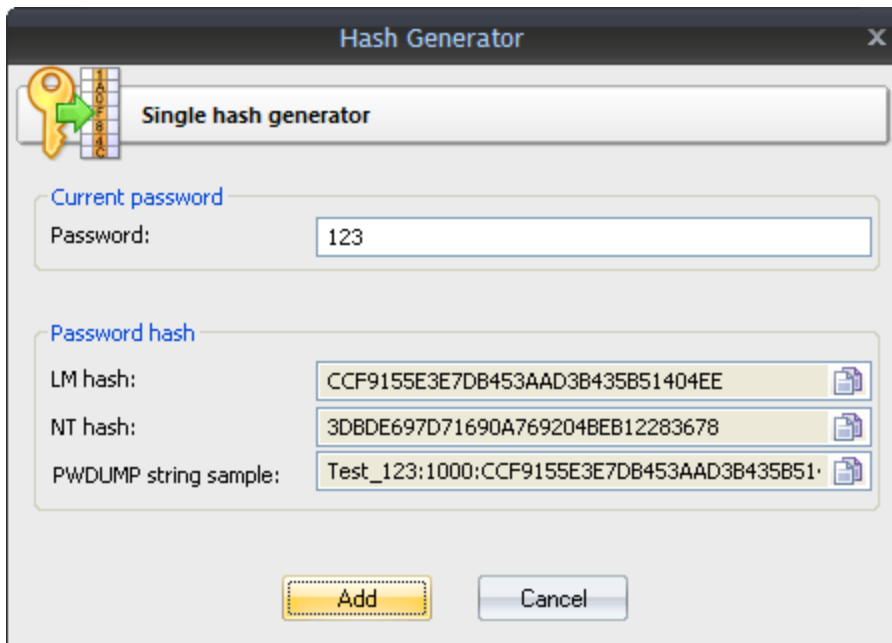 Hash Generator
Single hash generator
Current password
Password: 123
Password hash
LM hash: CCF9155E3E7DB453AAD3B435B51404EE
NT hash: 3DBDE697D71690A769204BEB12283678
PWDUMP string sample: Test_123:1000:CCF9155E3E7DB453AAD3B435B51
Add Cancel